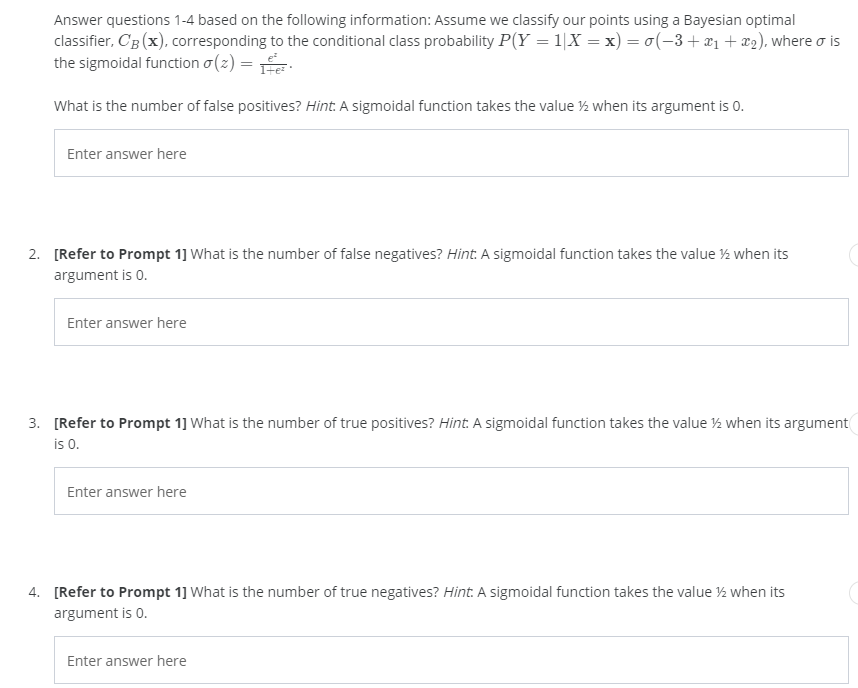 Answer questions 1-4 based on the following information: Assume we classify our points using a Bayesian optimal
classifier, C_B(x), corresponding to the conditional class probability P(Y = 1|X = x) = σ(−3 + x₁ + x₂), where σ is
the sigmoidal function σ(z) = e^z/(1+e^z).
What is the number of false positives? Hint: A sigmoidal function takes the value ½ when its argument is 0.
Enter answer here
2. [Refer to Prompt 1] What is the number of false negatives? Hint: A sigmoidal function takes the value ½ when its
argument is 0.
Enter answer here
3. [Refer to Prompt 1] What is the number of true positives? Hint: A sigmoidal function takes the value ½ when its argument
is 0.
Enter answer here
4. [Refer to Prompt 1] What is the number of true negatives? Hint: A sigmoidal function takes the value ½ when its
argument is 0.
Enter answer here